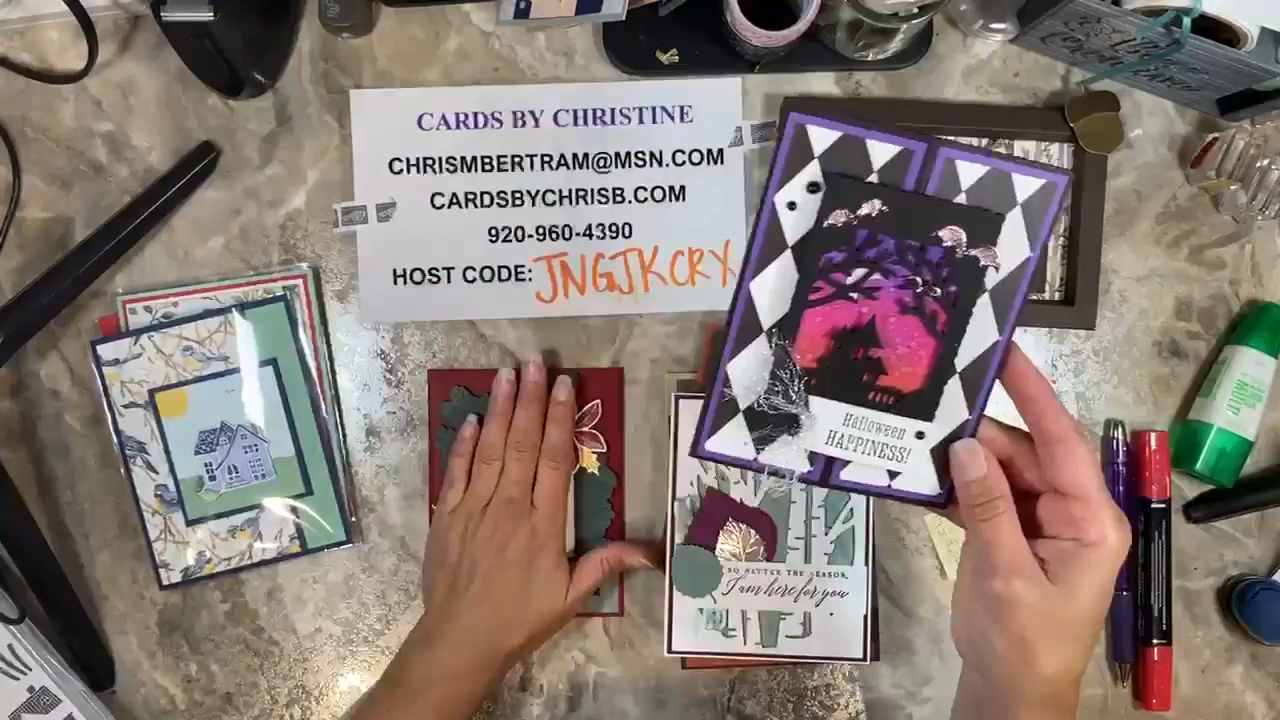 CARDS BY CHRISTINE
CHRISMBERTRAM@MSN.COM
CARDSBYCHRISB.COM
920-960-4390
HOST CODE: JNGJKCRY
Halloween
HAPPINESS!
NO MATTER THE SEASON,
I am here for you